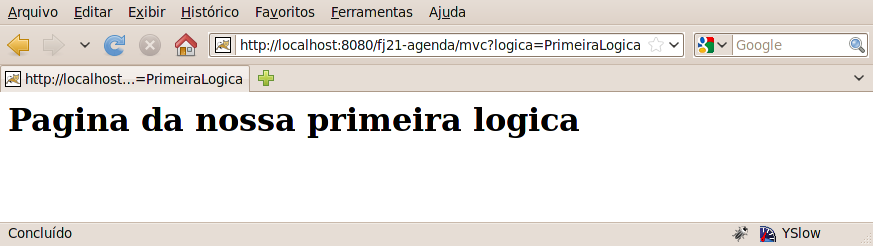 Arquivo Editar Exibir Histórico Favoritos Ferramentas Ajuda
http://localhost:8080/fj21-agenda/mvc?logica=PrimeiraLogica Google
http://localhost...=PrimeiraLogica
Pagina da nossa primeira logica
Concluído YSlow